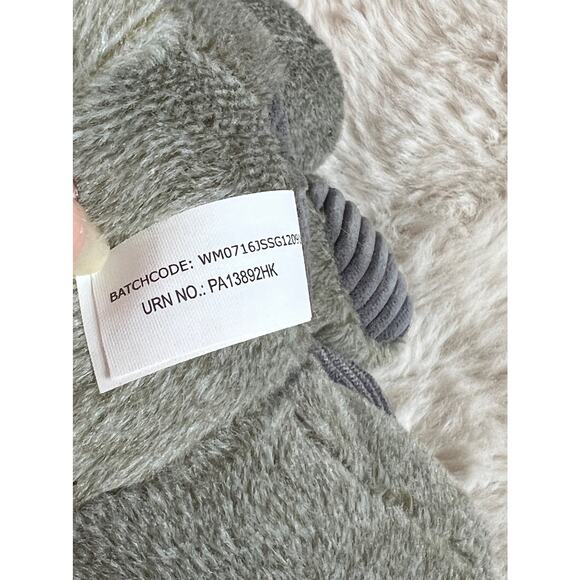 BATCHCODE: WM0716JSSG1209
URN NO.: PA13892HK